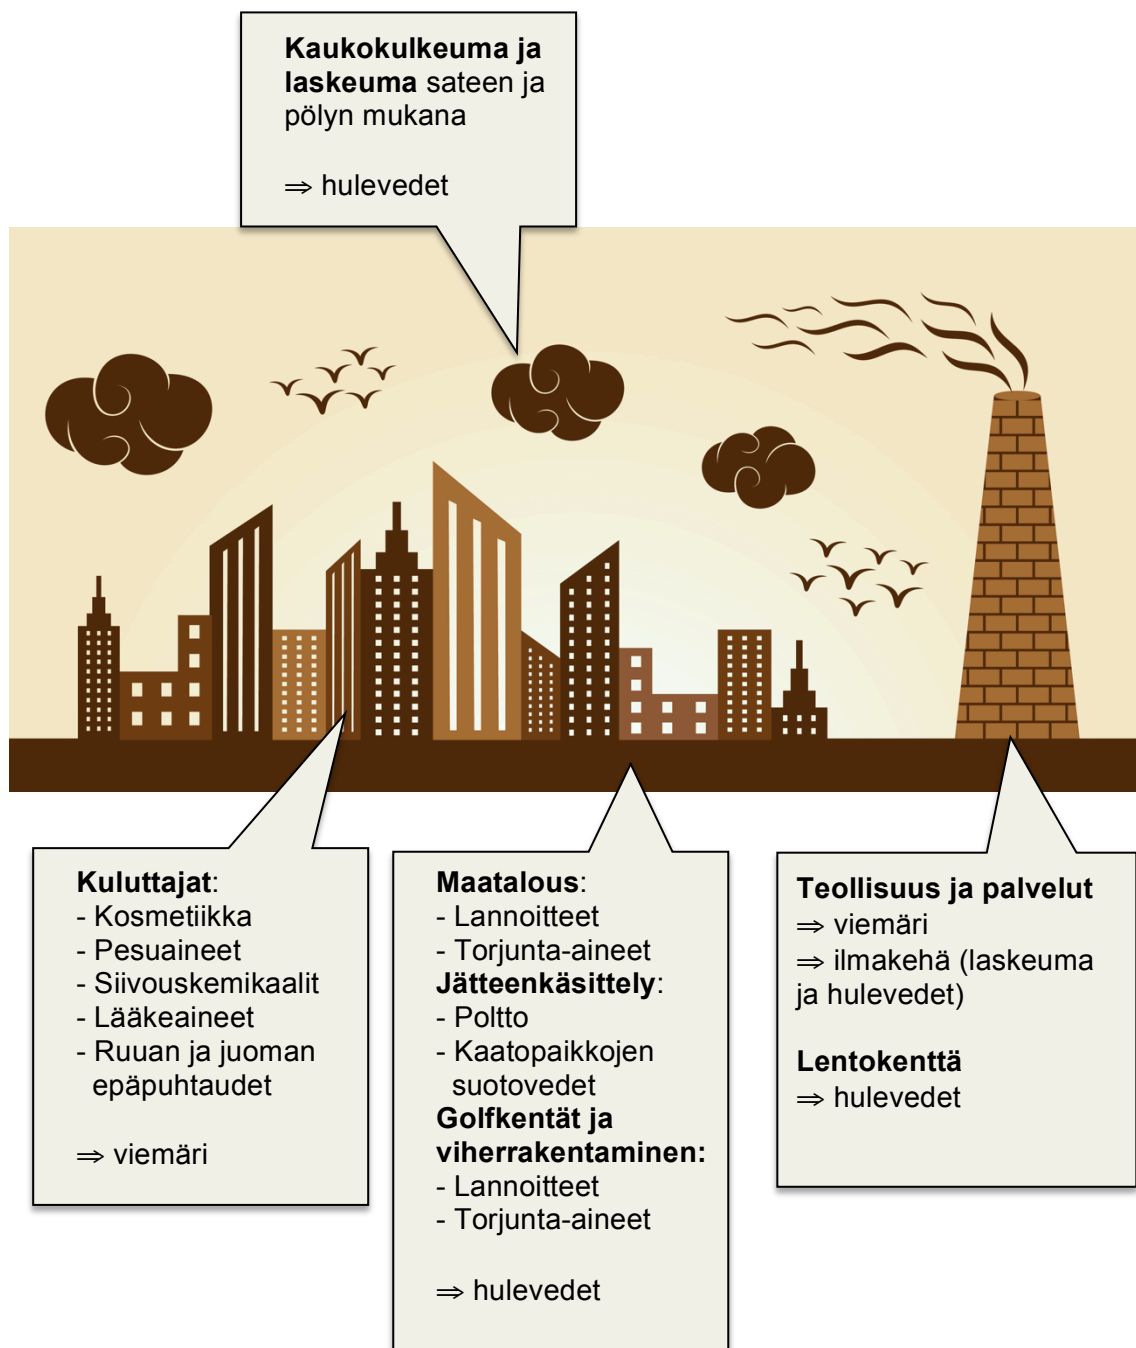 Kaukokulkeuma ja
laskeuma sateen ja
pölyn mukana
⇒ hulevedet
Kuluttajat:
- Kosmetiikka
- Pesuaineet
- Siivouskemikaalit
- Lääkeaineet
- Ruuan ja juoman
epäpuhtaudet
⇒ viemäri
Maatalous:
- Lannoitteet
- Torjunta-aineet
Jätteenkäsittely:
- Poltto
- Kaatopaikkojen
suotovedet
Golfkentät ja
viherrakentaminen:
- Lannoitteet
- Torjunta-aineet
⇒ hulevedet
Teollisuus ja palvelut
⇒ viemäri
⇒ ilmakehä (laskeuma
ja hulevedet)
Lentokenttä
⇒ hulevedet